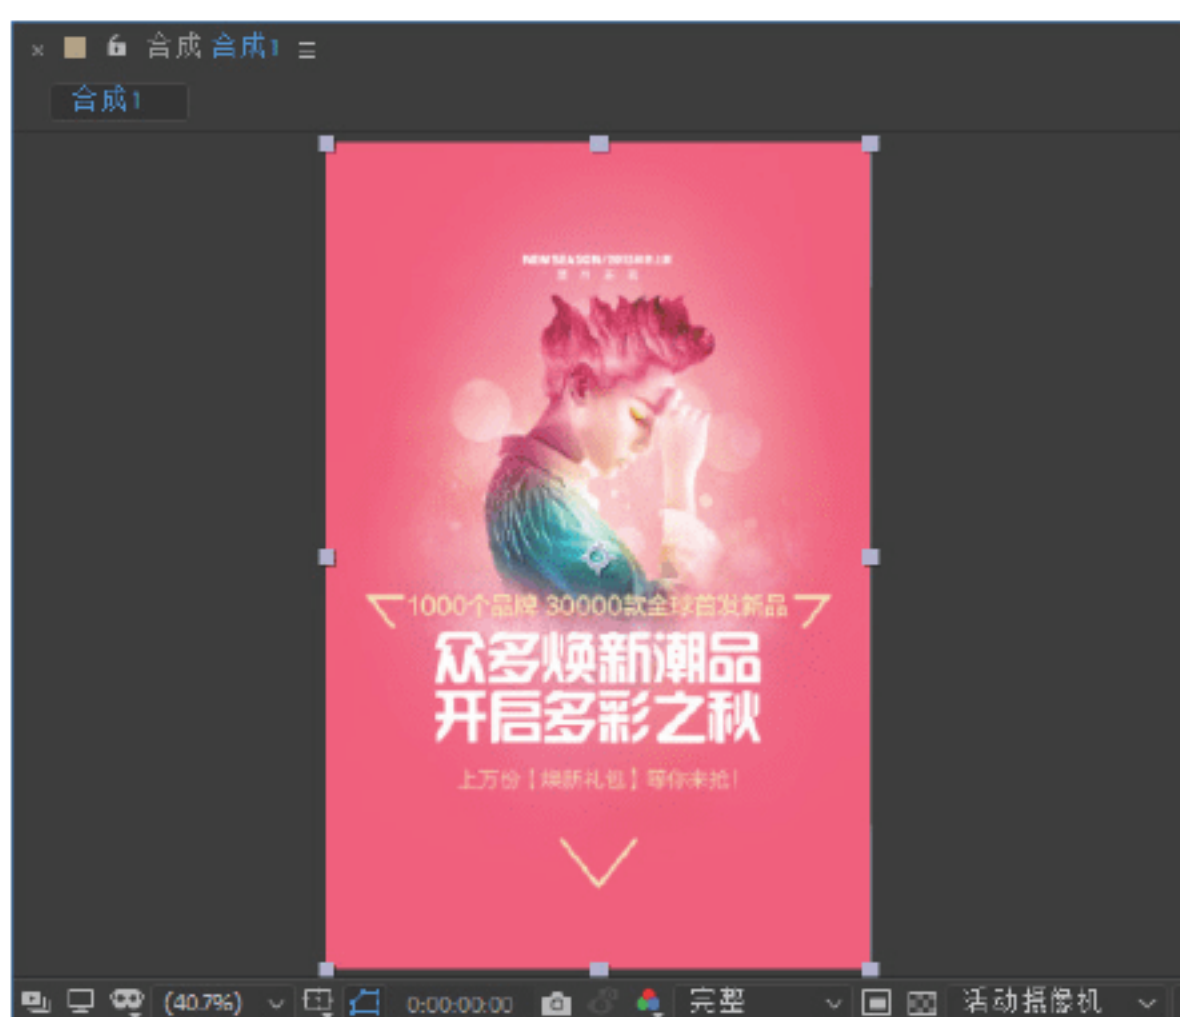 合成 合成1
合成1
NEW SEASON/
1000个品牌 30000款全球首发新品
众多焕新潮品
开启多彩之秋
上万份【焕新礼包】等你来抢!
(40.7%) 0:00:00:00 完整 活动摄像机